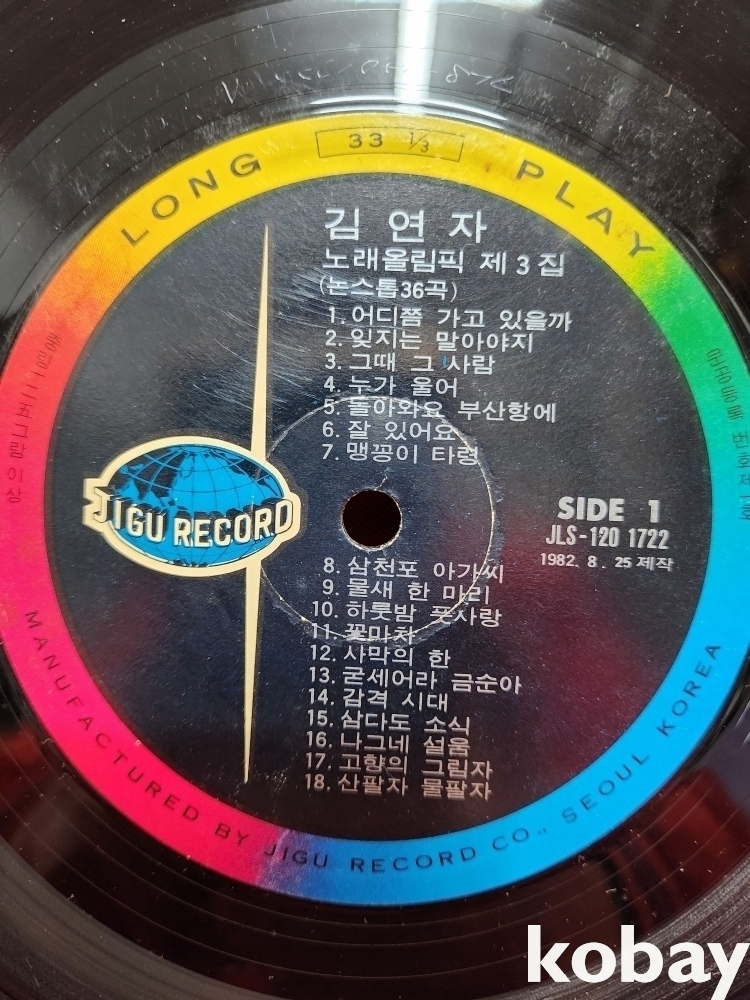 LONG PLAY
33 ⅓
김연자
노래올림픽 제3집
(논스톱36곡)
1. 어디쯤 가고 있을까
2. 잊지는 말아야지
3. 그때 그 사람
4. 누가 울어
5. 돌아와요 부산항에
6. 잘 있어요
7. 맹꽁이 타령
JIGU RECORD
SIDE 1
JLS-120 1722
1982. 8. 25 제작
8. 삼천포 아가씨
9. 물새 한 마리
10. 하룻밤 풋사랑
11. 꽃마차
12. 사막의 한
13. 굳세어라 금순아
14. 감격 시대
15. 삼다도 소식
16. 나그네 설움
17. 고향의 그림자
18. 산팔자 물팔자
MANUFACTURED BY JIGU RECORD CO., SEOUL KOREA
kobay